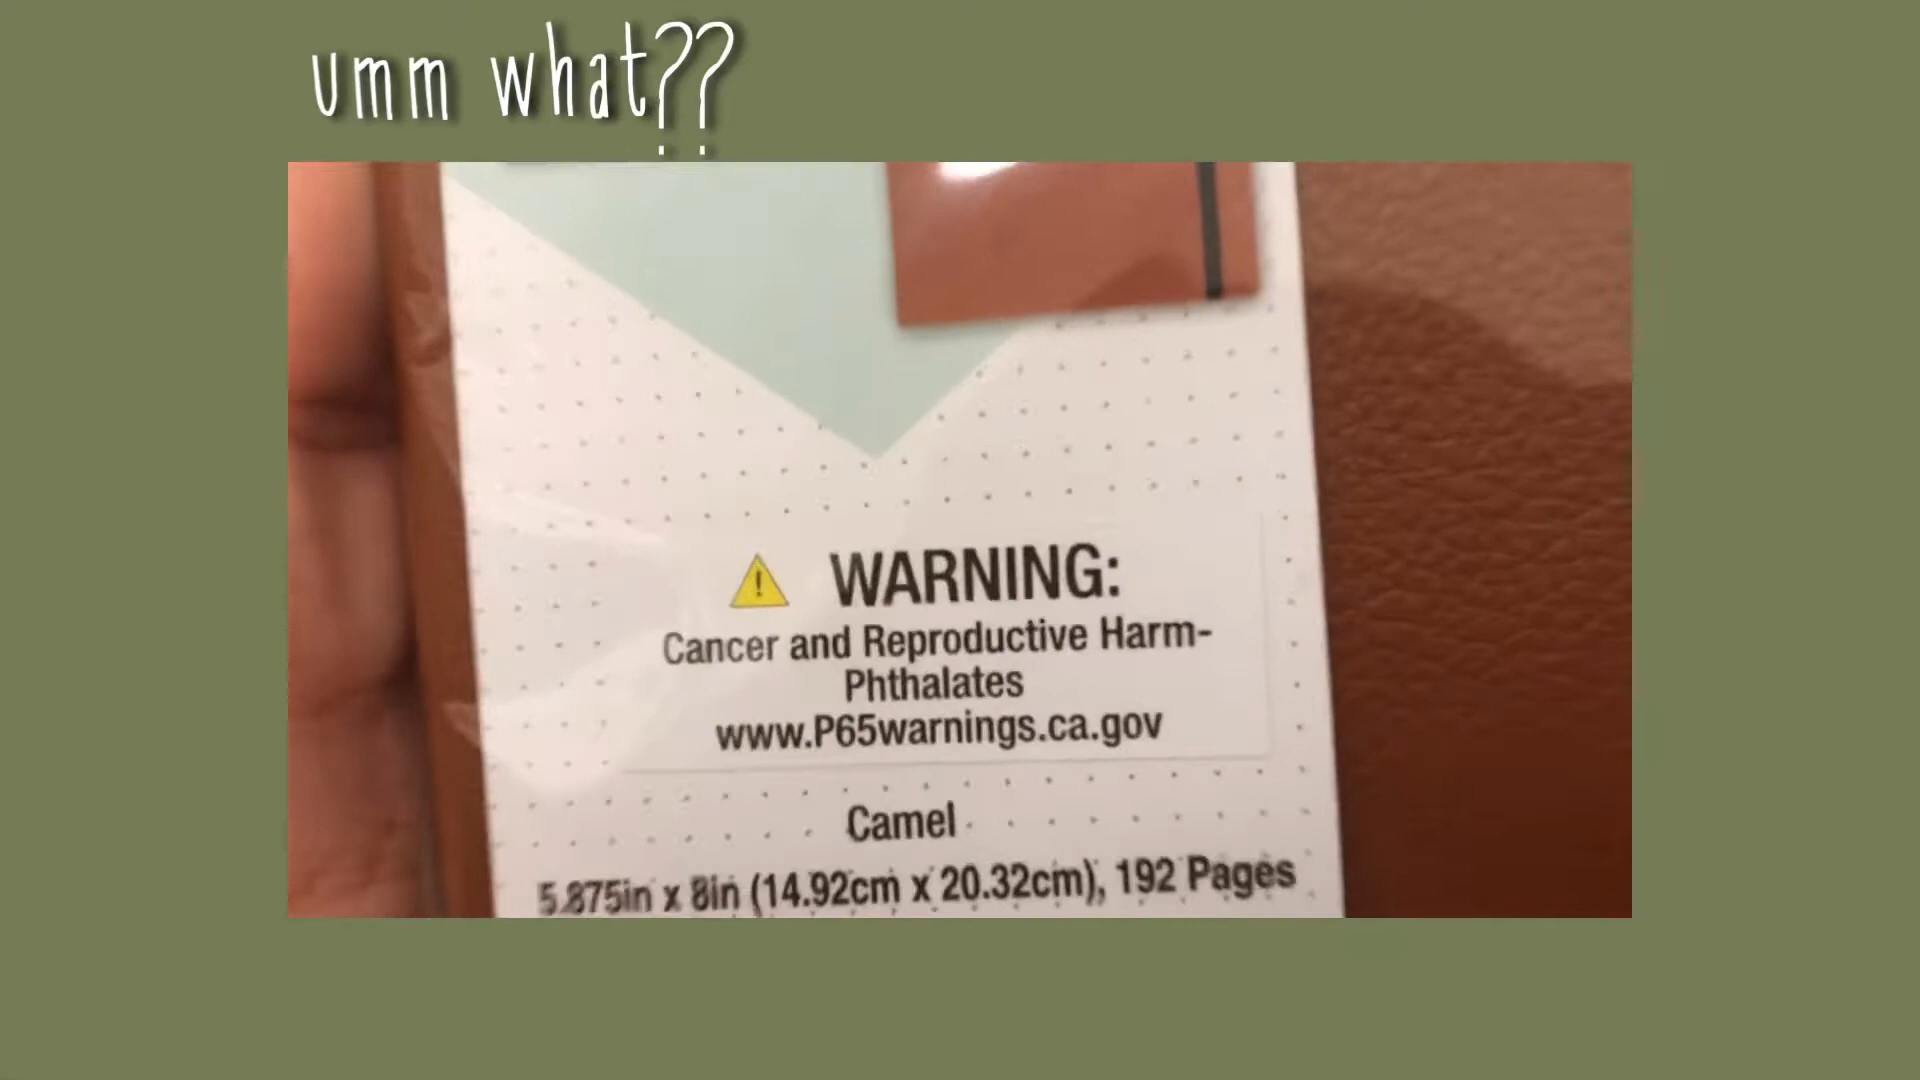 umm what??
WARNING:
Cancer and Reproductive Harm-
Phthalates
www.P65warnings.ca.gov
Camel
5.875in x 8in (14.92cm x 20.32cm), 192 Pages